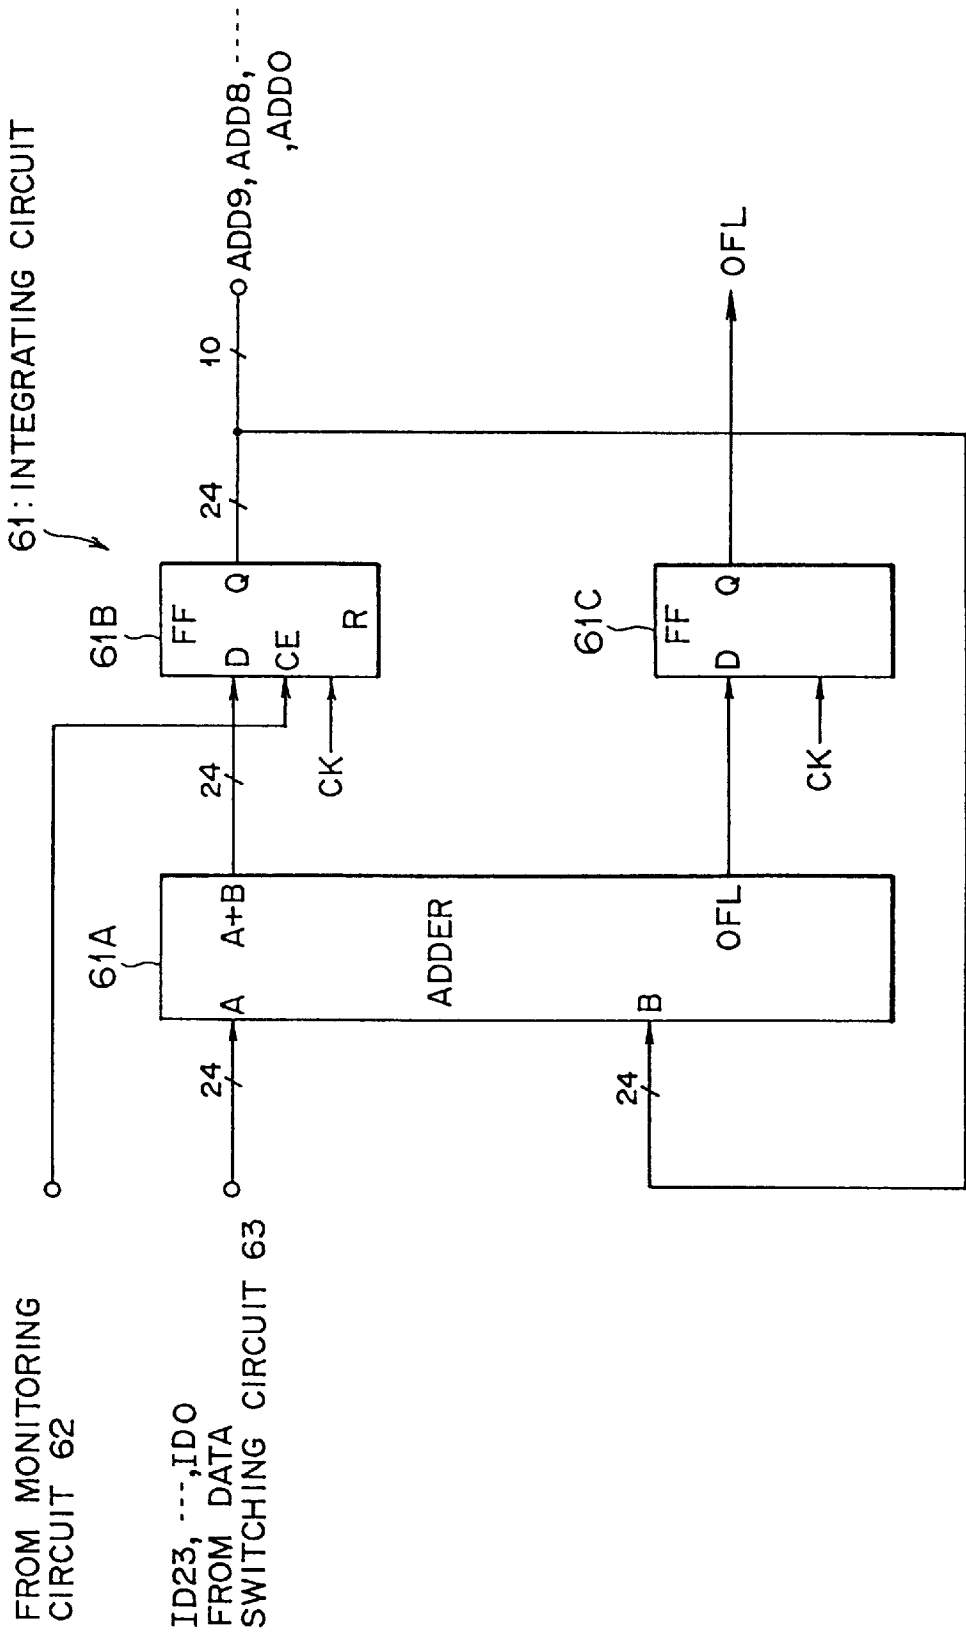 61: INTEGRATING CIRCUIT
FROM MONITORING
CIRCUIT 62
ID23, ---,ID0
FROM DATA
SWITCHING CIRCUIT 63
24
61A
A
A+B
ADDER
B
OFL
24
24
CK
61B
FF
D
Q
CE
R
24
10
ADD9, ADD8, ----
,ADD0
61C
FF
D
Q
CK
OFL